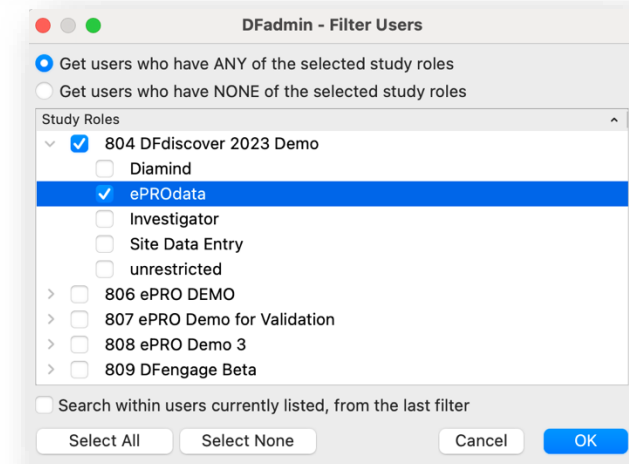 DFadmin - Filter Users
Get users who have ANY of the selected study roles
Get users who have NONE of the selected study roles
Study Roles
804 DFdiscover 2023 Demo
Diamind
ePROdata
Investigator
Site Data Entry
unrestricted
806 ePRO DEMO
807 ePRO Demo for Validation
808 ePRO Demo 3
809 DFengage Beta
Search within users currently listed, from the last filter
Select All Select None Cancel OK